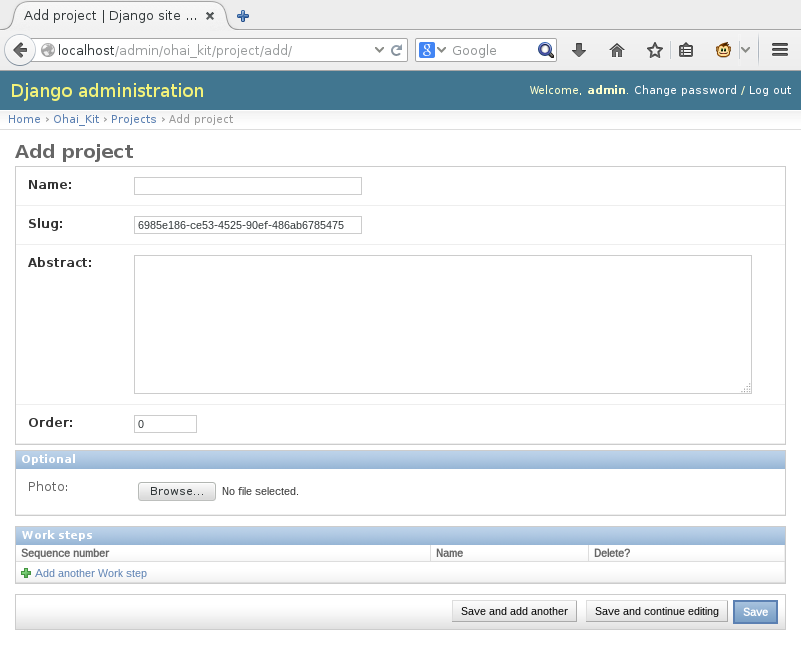 Add project | Django site ...
localhost/admin/ohai_kit/project/add/
Google
Django administration
Welcome, admin. Change password / Log out
Home › Ohai_Kit › Projects › Add project
Add project
Name:
Slug: 6985e186-ce53-4525-90ef-486ab6785475
Abstract:
Order: 0
Optional
Photo: Browse... No file selected.
Work steps
Sequence number Name Delete?
Add another Work step
Save and add another Save and continue editing Save